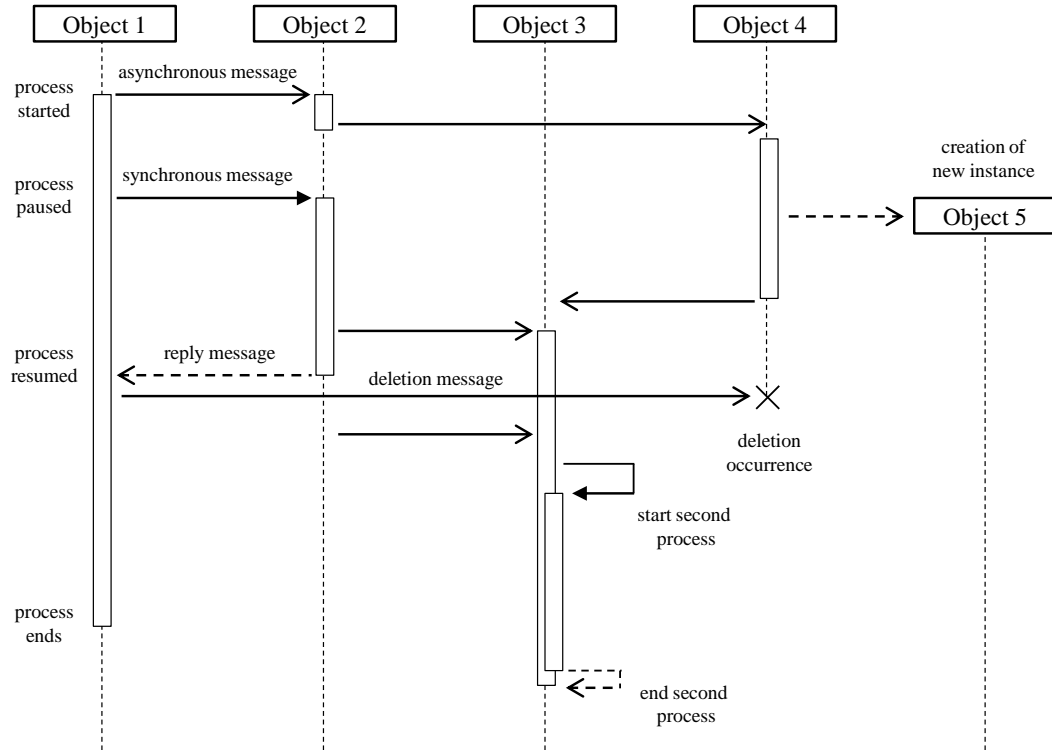 Object 1
Object 2
Object 3
Object 4
asynchronous message
process
started
creation of
new instance
synchronous message
process
paused
Object 5
reply message
process
resumed
deletion message
deletion
occurrence
start second
process
process
ends
end second
process